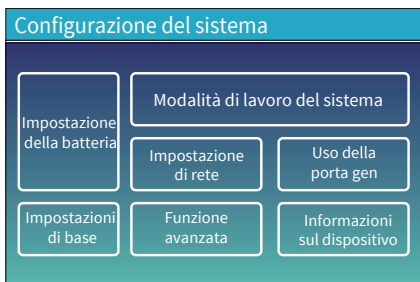 Configurazione del sistema
Impostazione
della batteria
Modalità di lavoro del sistema
Impostazione
di rete
Uso della
porta gen
Impostazioni
di base
Funzione
avanzata
Informazioni
sul dispositivo